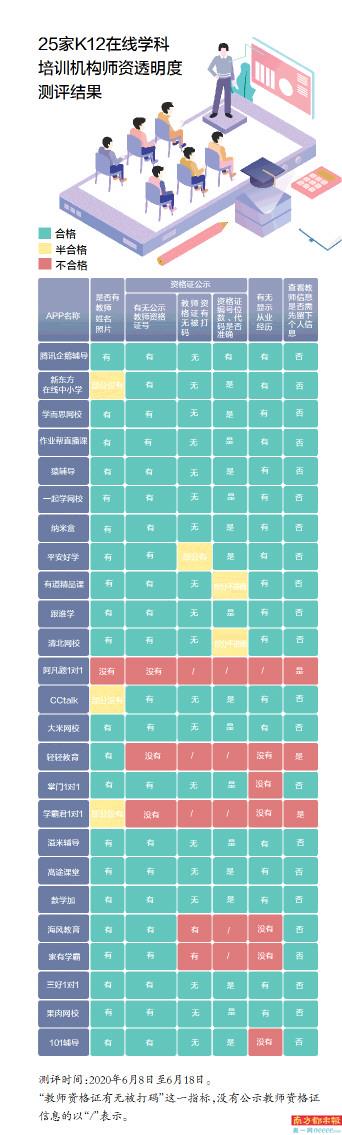 25家K12在线学科
培训机构师资透明度
测评结果
合格
半合格
不合格
APP名称 是否有教师姓名照片 资格证公示 有无公示教师资格证号 教师资格证有无被打码 资格证编号位数、代码是否准确 有无显示从业经历 查看教师信息是否需先留下个人信息
腾讯企鹅辅导 有 有 无 有 有 否
新东方在线中小学 部分没有 有 无 是 有 否
学而思网校 有 有 无 是 有 否
作业帮直播课 有 有 无 是 有 否
猿辅导 有 有 无 是 有 否
一起学网校 有 有 无 是 有 否
纳米盒 有 有 无 是 有 否
平安好学 有 有 部分有 是 有 否
有道精品课 有 有 无 有 否
跟谁学 有 有 无 是 有 否
清北网校 有 有 无 有 否
阿凡题1对1 没有 没有 / / / 是
CCtalk 部分没有 有 无 是 有 否
大米网校 有 有 无 是 有 否
轻轻教育 有 没有 / / 没有 是
掌门1对1 有 有 无 是 没有 否
学霸君1对1 部分没有 没有 / / 没有 是
溢米辅导 有 有 无 是 有 否
高途课堂 有 有 无 是 有 否
数学加 有 有 无 是 有 否
海风教育 有 有 有 / 没有 否
家有学霸 有 有 有 / 没有 否
三好1对1 有 有 无 是 有 否
果肉网校 有 有 无 是 有 否
101辅导 有 有 无 是 没有 否
测评时间:2020年6月8日至6月18日。
“教师资格证有无被打码”这一指标,没有公示教师资格证
信息的以“/”表示。
南方都市报